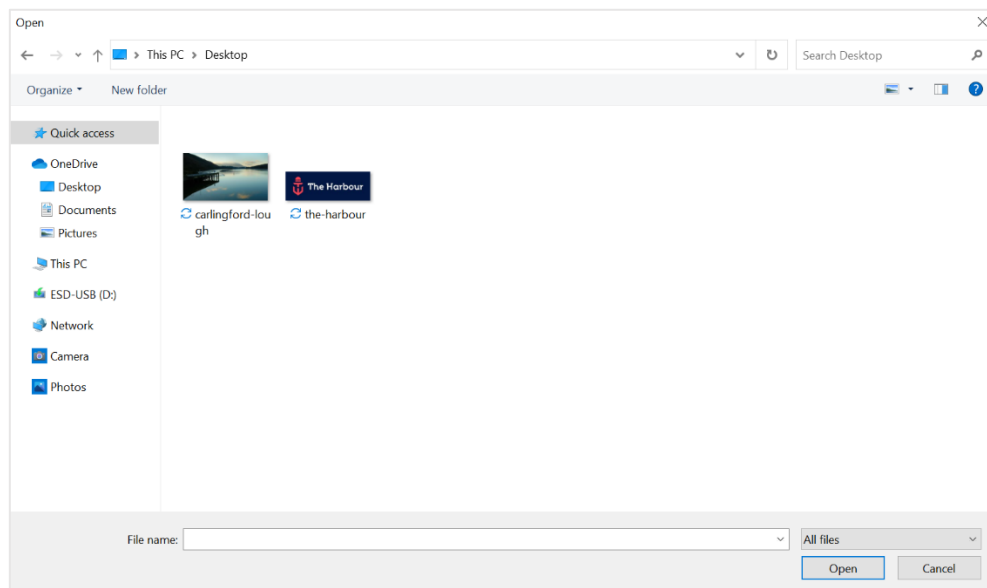 Open
This PC > Desktop
Search Desktop
Organize
New folder
Quick access
OneDrive
Desktop
Documents
Pictures
This PC
ESD-USB (D:)
Network
Camera
Photos
The Harbour
carlingford-lou
gh
the-harbour
File name:
All files
Open
Cancel